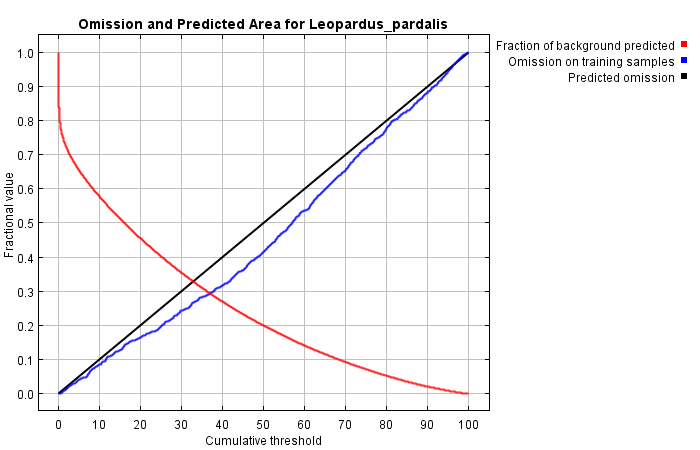 Omission and Predicted Area for Leopardus_pardalis
Fraction of background predicted
Omission on training samples
Predicted omission
Fractional value
1.0
0.9
0.8
0.7
0.6
0.5
0.4
0.3
0.2
0.1
0.0
0 10 20 30 40 50 60 70 80 90 100
Cumulative threshold